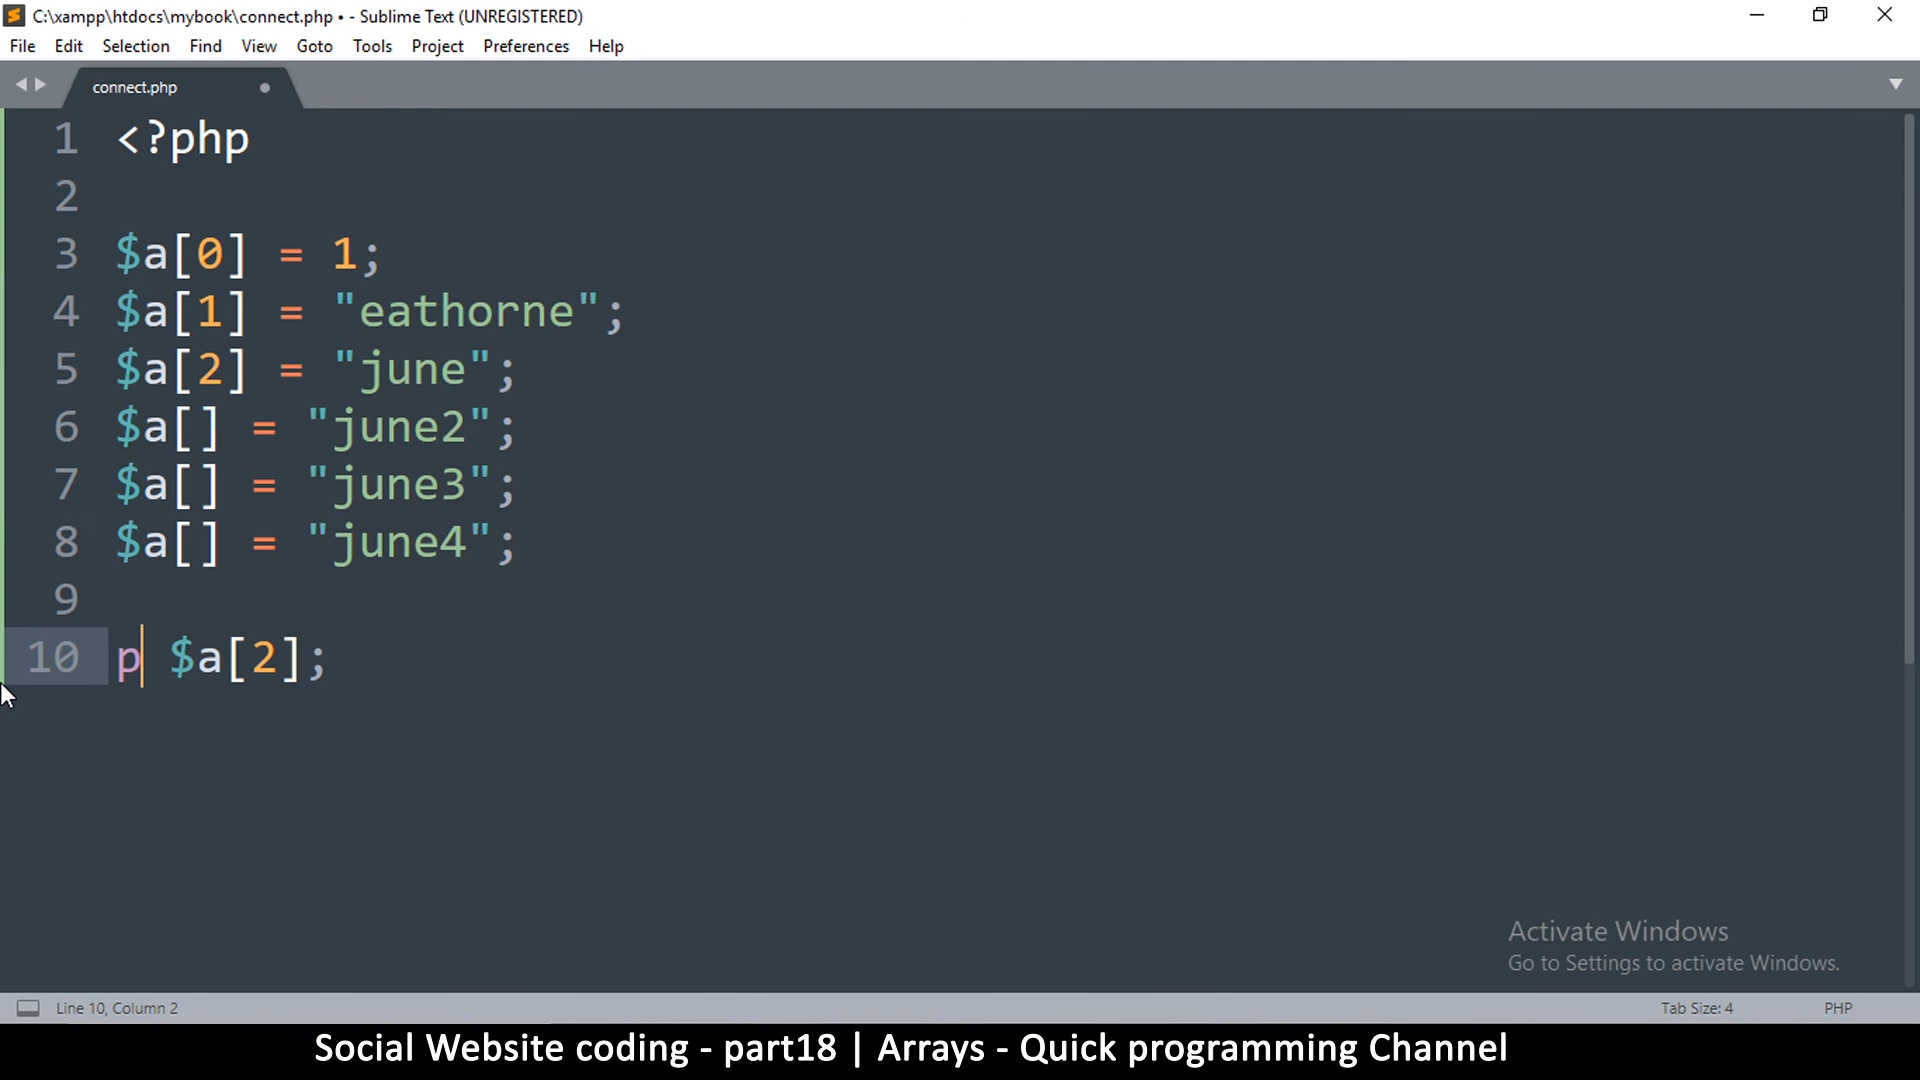 C:\xampp\htdocs\mybook\connect.php • - Sublime Text (UNREGISTERED)
File Edit Selection Find View Goto Tools Project Preferences Help
connect.php
1 <?php
2
3 $a[0] = 1;
4 $a[1] = "eathorne";
5 $a[2] = "june";
6 $a[] = "june2";
7 $a[] = "june3";
8 $a[] = "june4";
9
10 p $a[2];
Activate Windows
Go to Settings to activate Windows.
Line 10, Column 2 Tab Size: 4 PHP
Social Website coding - part18 | Arrays - Quick programming Channel